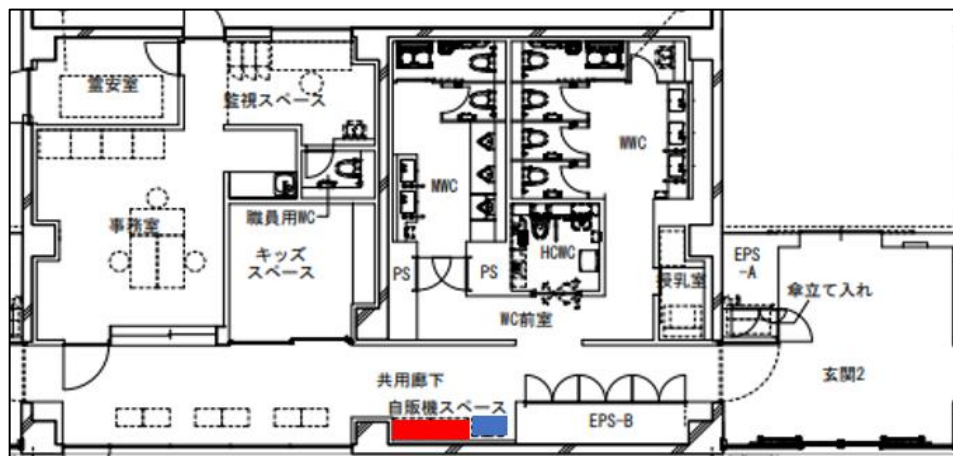 霊安室
監視スペース
MWC
WWC
職員用WC
事務室
キッズ
スペース
PS
PS
HCWC
授乳室
EPS
-A
傘立て入れ
WC前室
共用廊下
玄関2
自販機スペース
EPS-B